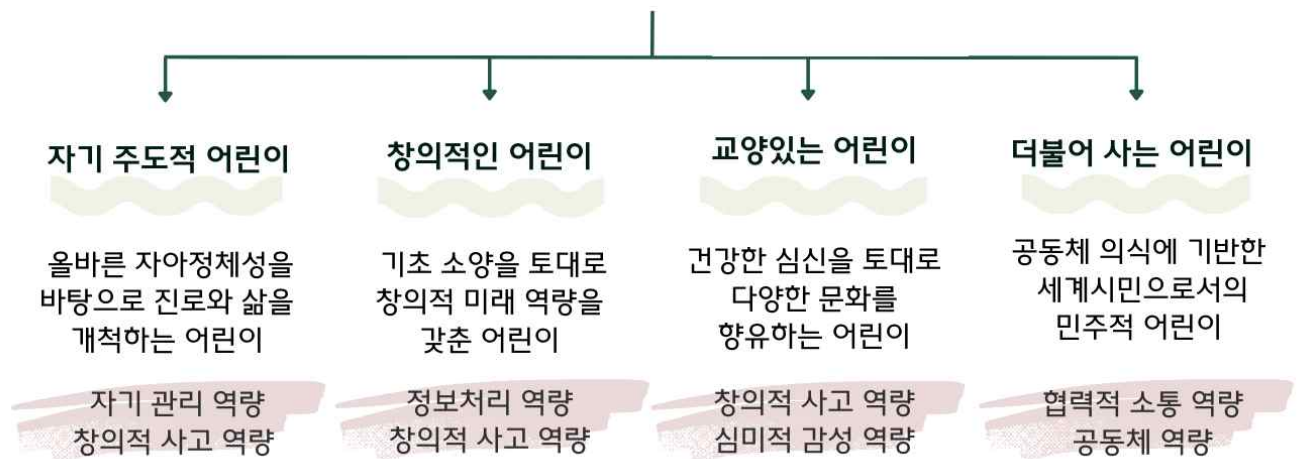 자기 주도적 어린이
올바른 자아정체성을
바탕으로 진로와 삶을
개척하는 어린이
자기 관리 역량
창의적 사고 역량
창의적인 어린이
기초 소양을 토대로
창의적 미래 역량을
갖춘 어린이
정보처리 역량
창의적 사고 역량
교양있는 어린이
건강한 심신을 토대로
다양한 문화를
향유하는 어린이
창의적 사고 역량
심미적 감성 역량
더불어 사는 어린이
공동체 의식에 기반한
세계시민으로서의
민주적 어린이
협력적 소통 역량
공동체 역량